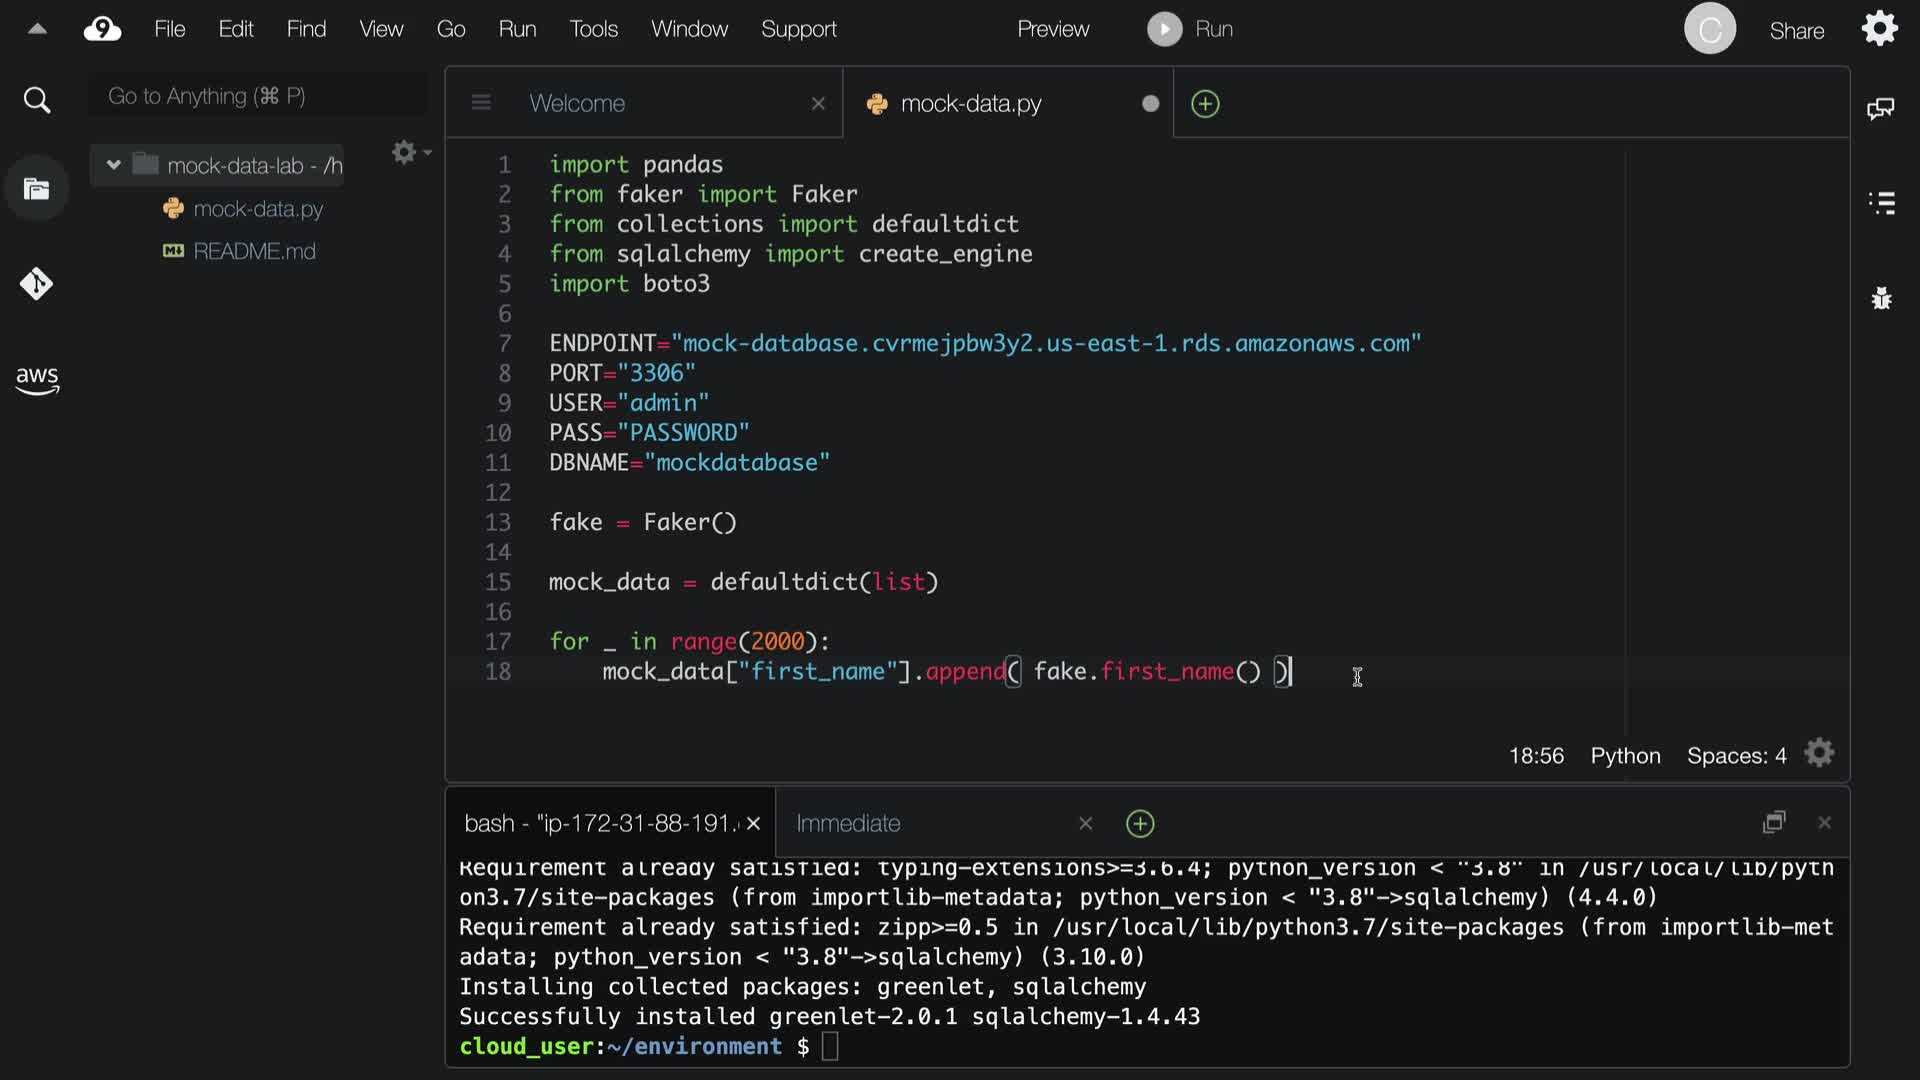 9 File Edit Find View Go Run Tools Window Support Preview Run C Share
Go to Anything (⌘ P)
Welcome
mock-data.py
mock-data-lab - /h
mock-data.py
README.md
aws
1 import pandas
2 from faker import Faker
3 from collections import defaultdict
4 from sqlalchemy import create_engine
5 import boto3
6
7 ENDPOINT="mock-database.cvrmejpbw3y2.us-east-1.rds.amazonaws.com"
8 PORT="3306"
9 USER="admin"
10 PASS="PASSWORD"
11 DBNAME="mockdatabase"
12
13 fake = Faker()
14
15 mock_data = defaultdict(list)
16
17 for _ in range(2000):
18     mock_data["first_name"].append( fake.first_name() )
18:56 Python Spaces: 4
bash - "ip-172-31-88-191.
Immediate
Requirement already satisfied: typing-extensions>=3.6.4; python_version < "3.8" in /usr/local/lib/pyth
on3.7/site-packages (from importlib-metadata; python_version < "3.8"->sqlalchemy) (4.4.0)
Requirement already satisfied: zipp>=0.5 in /usr/local/lib/python3.7/site-packages (from importlib-met
adata; python_version < "3.8"->sqlalchemy) (3.10.0)
Installing collected packages: greenlet, sqlalchemy
Successfully installed greenlet-2.0.1 sqlalchemy-1.4.43
cloud_user:~/environment $